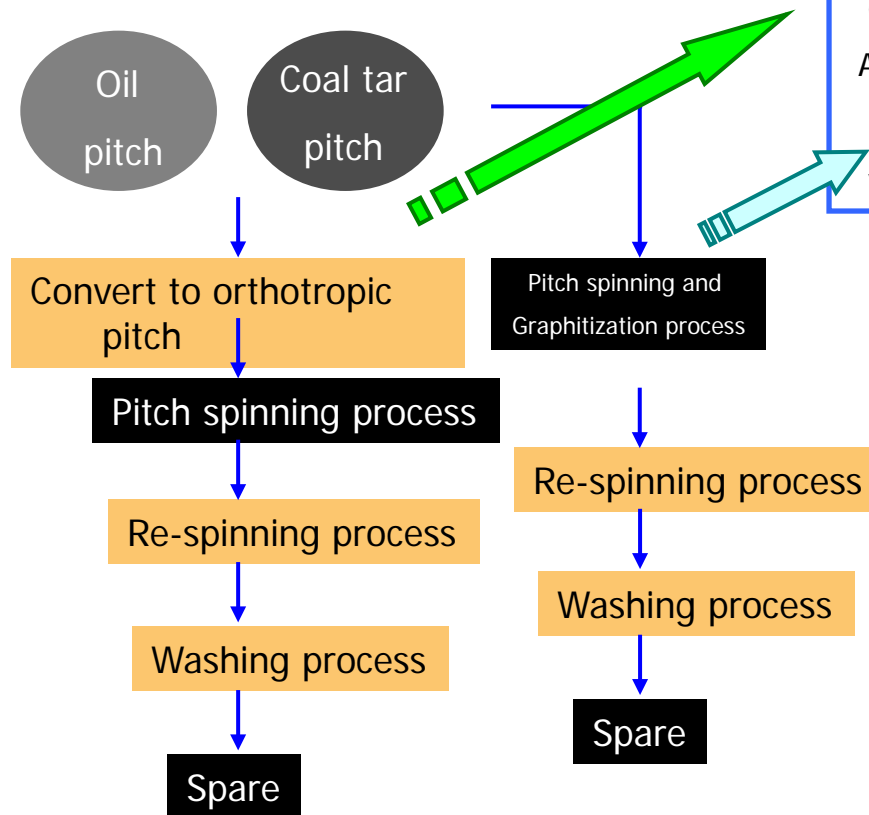 Oil
pitch
Coal tar
pitch
A
Convert to orthotropic
pitch
Pitch spinning and
Graphitization process
Pitch spinning process
Re-spinning process
Re-spinning process
Washing process
Washing process
Spare
Spare